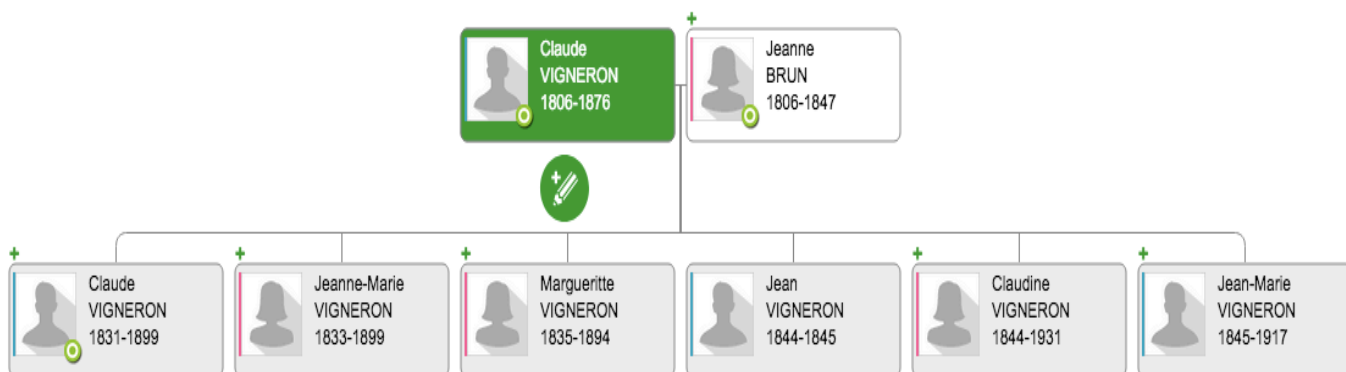 Claude
VIGNERON
1806-1876
Jeanne
BRUN
1806-1847
Claude
VIGNERON
1831-1899
Jeanne-Marie
VIGNERON
1833-1899
Margueritte
VIGNERON
1835-1894
Jean
VIGNERON
1844-1845
Claudine
VIGNERON
1844-1931
Jean-Marie
VIGNERON
1845-1917